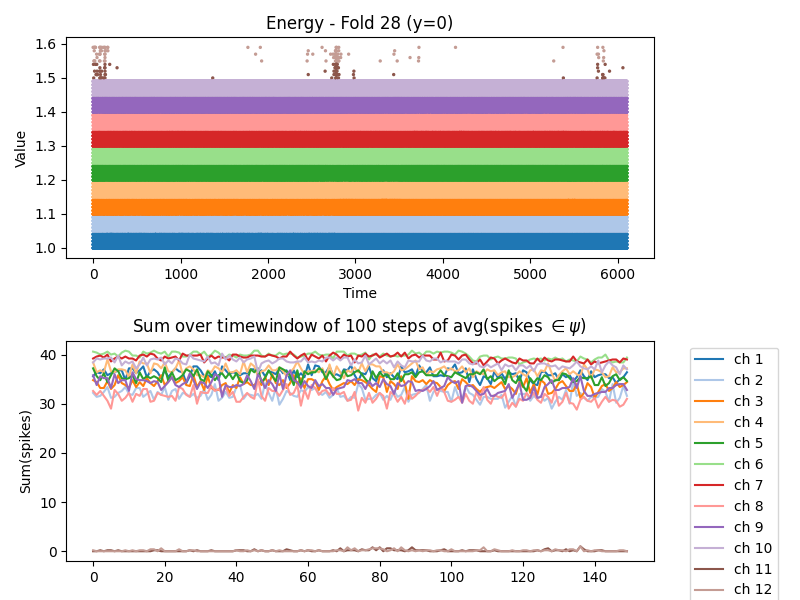 Energy - Fold 28 (y=0)
1.6
1.5
1.4
1.3
1.2
1.1
1.0
Value
0 1000 2000 3000 4000 5000 6000
Time
Sum over timewindow of 100 steps of avg(spikes ∈ ψ)
40
30
20
10
0
Sum(spikes)
0 20 40 60 80 100 120 140
ch 1
ch 2
ch 3
ch 4
ch 5
ch 6
ch 7
ch 8
ch 9
ch 10
ch 11
ch 12